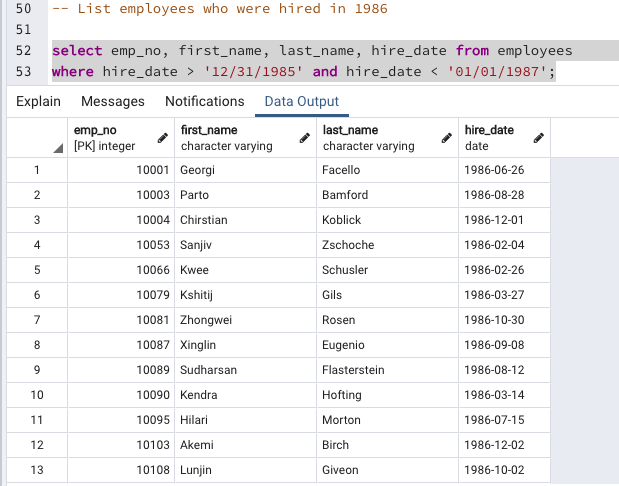 50 -- List employees who were hired in 1986
51
52 select emp_no, first_name, last_name, hire_date from employees
53 where hire_date > '12/31/1985' and hire_date < '01/01/1987';
Explain Messages Notifications Data Output
emp_no first_name last_name hire_date
[PK] integer character varying character varying date
1 10001 Georgi Facello 1986-06-26
2 10003 Parto Bamford 1986-08-28
3 10004 Chirstian Koblick 1986-12-01
4 10053 Sanjiv Zschoche 1986-02-04
5 10066 Kwee Schusler 1986-02-26
6 10079 Kshitij Gils 1986-03-27
7 10081 Zhongwei Rosen 1986-10-30
8 10087 Xinglin Eugenio 1986-09-08
9 10089 Sudharsan Flasterstein 1986-08-12
10 10090 Kendra Hofting 1986-03-14
11 10095 Hilari Morton 1986-07-15
12 10103 Akemi Birch 1986-12-02
13 10108 Lunjin Giveon 1986-10-02